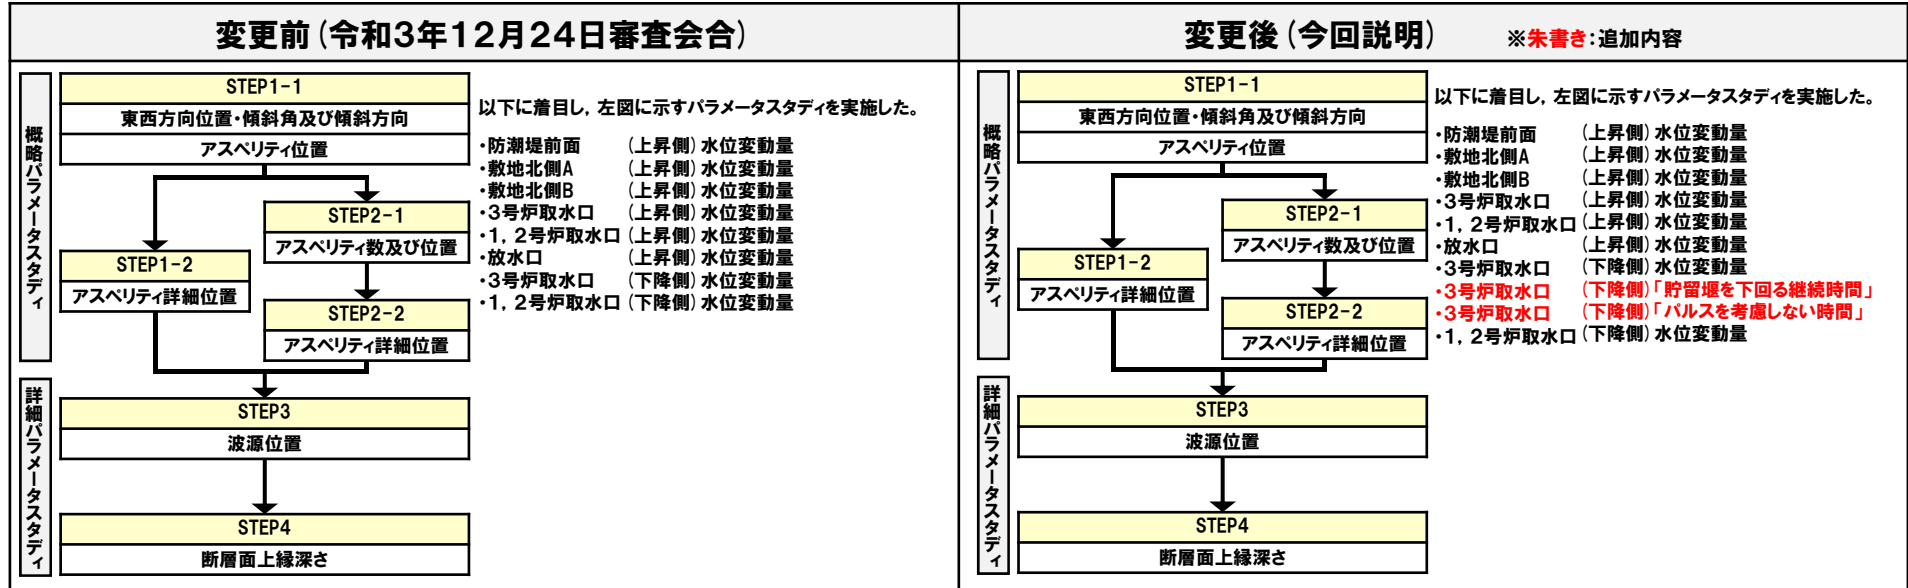 変更前(令和3年12月24日審査会合)
概略パラメータスタディ
STEP1-1
東西方向位置・傾斜角及び傾斜方向
アスペリティ位置
STEP2-1
アスペリティ数及び位置
STEP1-2
アスペリティ詳細位置
STEP2-2
アスペリティ詳細位置
詳細パラメータスタディ
STEP3
波源位置
STEP4
断層面上縁深さ
以下に着目し,左図に示すパラメータスタディを実施した。
・防潮堤前面 (上昇側)水位変動量
・敷地北側A (上昇側)水位変動量
・敷地北側B (上昇側)水位変動量
・3号炉取水口 (上昇側)水位変動量
・1,2号炉取水口(上昇側)水位変動量
・放水口 (上昇側)水位変動量
・3号炉取水口 (下降側)水位変動量
・1,2号炉取水口(下降側)水位変動量
変更後(今回説明) ※朱書き:追加内容
概略パラメータスタディ
STEP1-1
東西方向位置・傾斜角及び傾斜方向
アスペリティ位置
STEP2-1
アスペリティ数及び位置
STEP1-2
アスペリティ詳細位置
STEP2-2
アスペリティ詳細位置
詳細パラメータスタディ
STEP3
波源位置
STEP4
断層面上縁深さ
以下に着目し,左図に示すパラメータスタディを実施した。
・防潮堤前面 (上昇側)水位変動量
・敷地北側A (上昇側)水位変動量
・敷地北側B (上昇側)水位変動量
・3号炉取水口 (上昇側)水位変動量
・1,2号炉取水口(上昇側)水位変動量
・放水口 (上昇側)水位変動量
・3号炉取水口 (下降側)水位変動量
・3号炉取水口 (下降側)「貯留堰を下回る継続時間」
・3号炉取水口 (下降側)「パルスを考慮しない時間」
・1,2号炉取水口(下降側)水位変動量